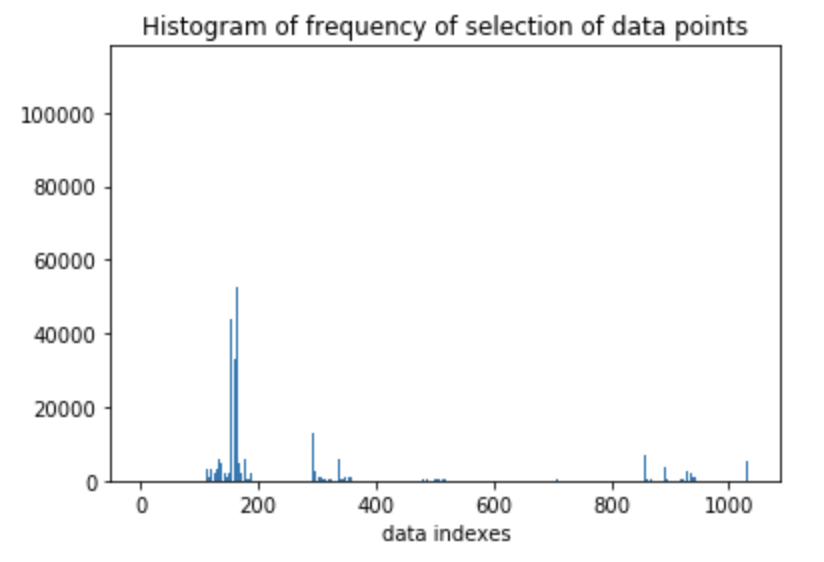 Histogram of frequency of selection of data points
100000
80000
60000
40000
20000
0
0 200 400 600 800 1000
data indexes